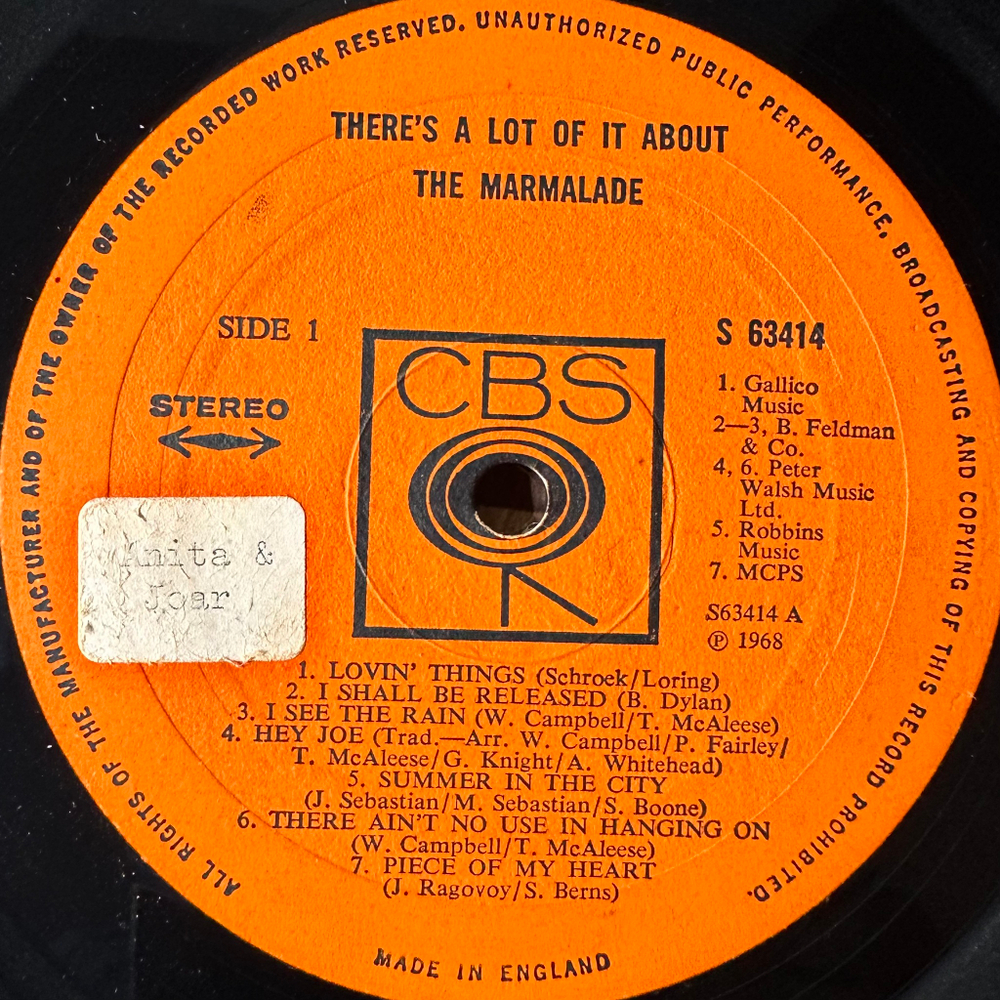 ALL RIGHTS OF THE MANUFACTURER AND OF THE OWNER OF THE RECORDED WORK RESERVED. UNAUTHORIZED PUBLIC PERFORMANCE, BROADCASTING AND COPYING OF THIS RECORD PROHIBITED.
THERE'S A LOT OF IT ABOUT
THE MARMALADE
SIDE 1
STEREO
CBS
S 63414
1. Gallico
Music
2—3, B. Feldman
& Co.
4, 6. Peter
Walsh Music
Ltd.
5. Robbins
Music
7. MCPS
S63414 A
℗ 1968
Anita &
Joar
1. LOVIN' THINGS (Schroek/Loring)
2. I SHALL BE RELEASED (B. Dylan)
3. I SEE THE RAIN (W. Campbell/T. McAleese)
4. HEY JOE (Trad.—Arr. W. Campbell/P. Fairley/
T. McAleese/G. Knight/A. Whitehead)
5. SUMMER IN THE CITY
(J. Sebastian/M. Sebastian/S. Boone)
6. THERE AIN'T NO USE IN HANGING ON
(W. Campbell/T. McAleese)
7. PIECE OF MY HEART
(J. Ragovoy/S. Berns)
MADE IN ENGLAND